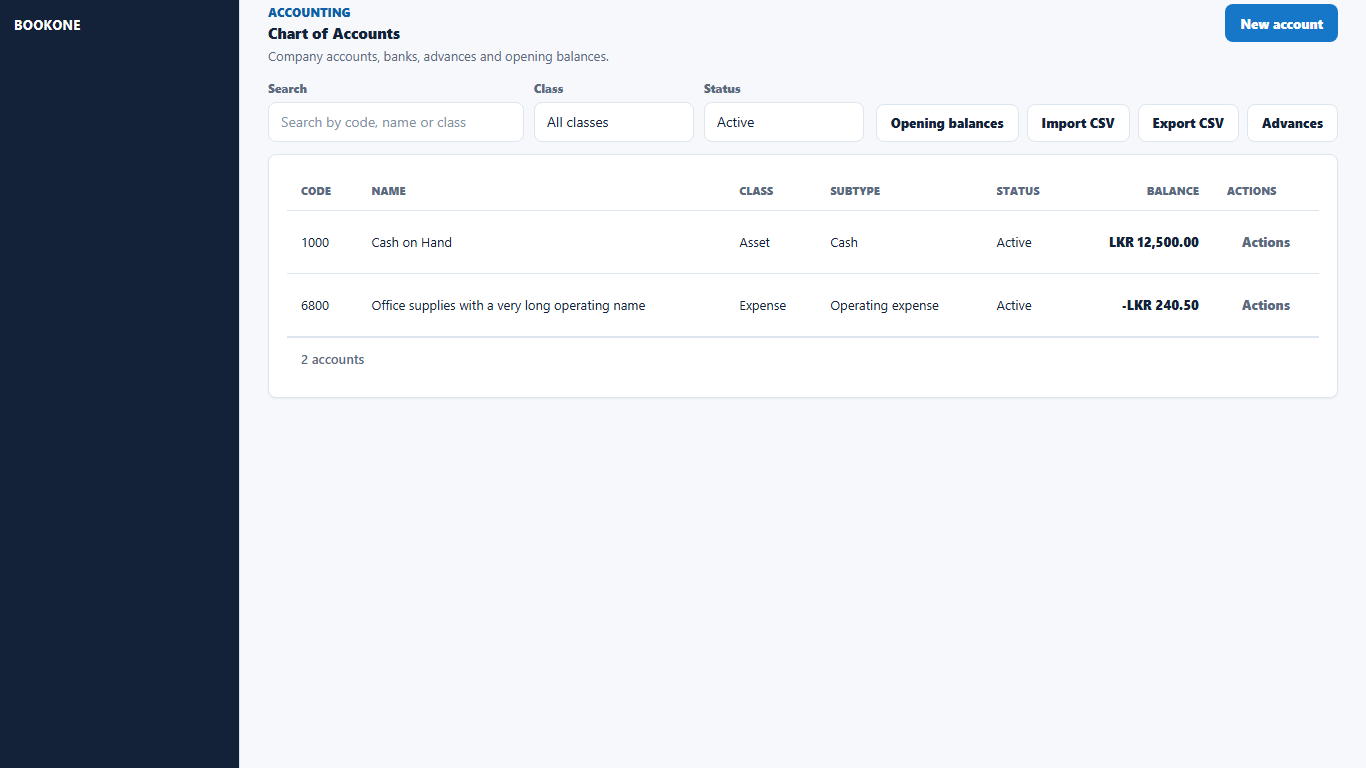 BOOKONE
ACCOUNTING
Chart of Accounts
Company accounts, banks, advances and opening balances.
New account
Search Class Status
Search by code, name or class All classes Active Opening balances Import CSV Export CSV Advances
CODE NAME CLASS SUBTYPE STATUS BALANCE ACTIONS
1000 Cash on Hand Asset Cash Active LKR 12,500.00 Actions
6800 Office supplies with a very long operating name Expense Operating expense Active -LKR 240.50 Actions
2 accounts